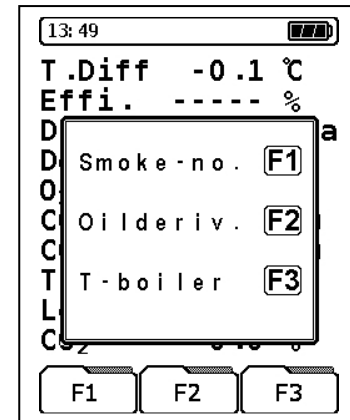 13:49
T.Diff -0.1 °C
Effi. ----- %
Smoke-no. F1
Oilderiv. F2
T-boiler F3
F1 F2 F3